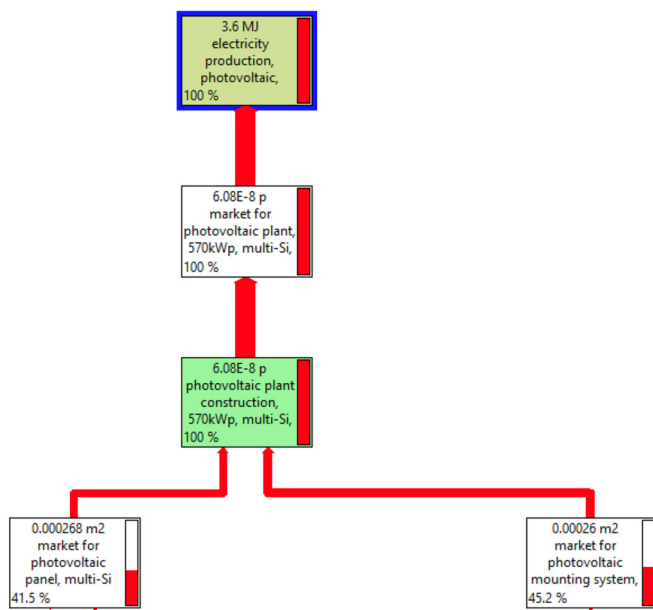 3.6 MJ
electricity
production,
photovoltaic,
100 %
6.08E-8 p
market for
photovoltaic plant,
570kWp, multi-Si,
100 %
6.08E-8 p
photovoltaic plant
construction,
570kWp, multi-Si,
100 %
0.000268 m2
market for
photovoltaic
panel, multi-Si
41.5 %
0.00026 m2
market for
photovoltaic
mounting system,
45.2 %